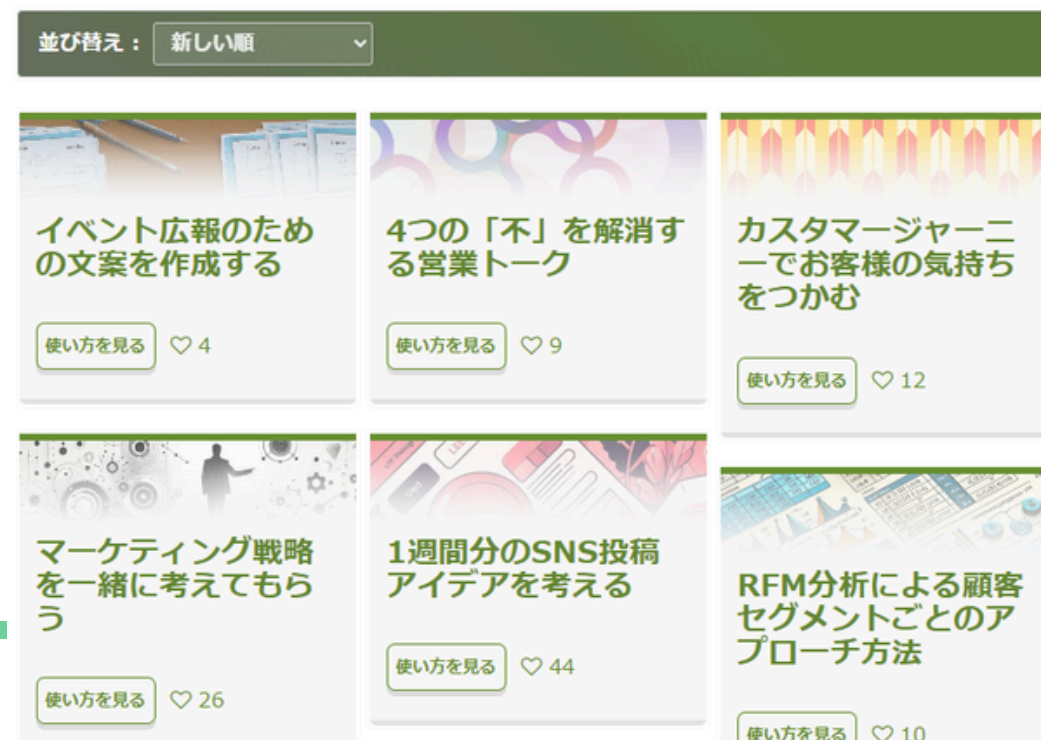 並び替え：
新しい順
イベント広報のため
の文案を作成する
使い方を見る
4
4つの「不」を解消す
る営業トーク
使い方を見る
9
カスタマージャーニ
ーでお客様の気持ち
をつかむ
使い方を見る
12
マーケティング戦略
を一緒に考えてもら
う
使い方を見る
26
1週間分のSNS投稿
アイデアを考える
使い方を見る
44
RFM分析による顧客
セグメントごとのア
プローチ方法
使い方を見る
10